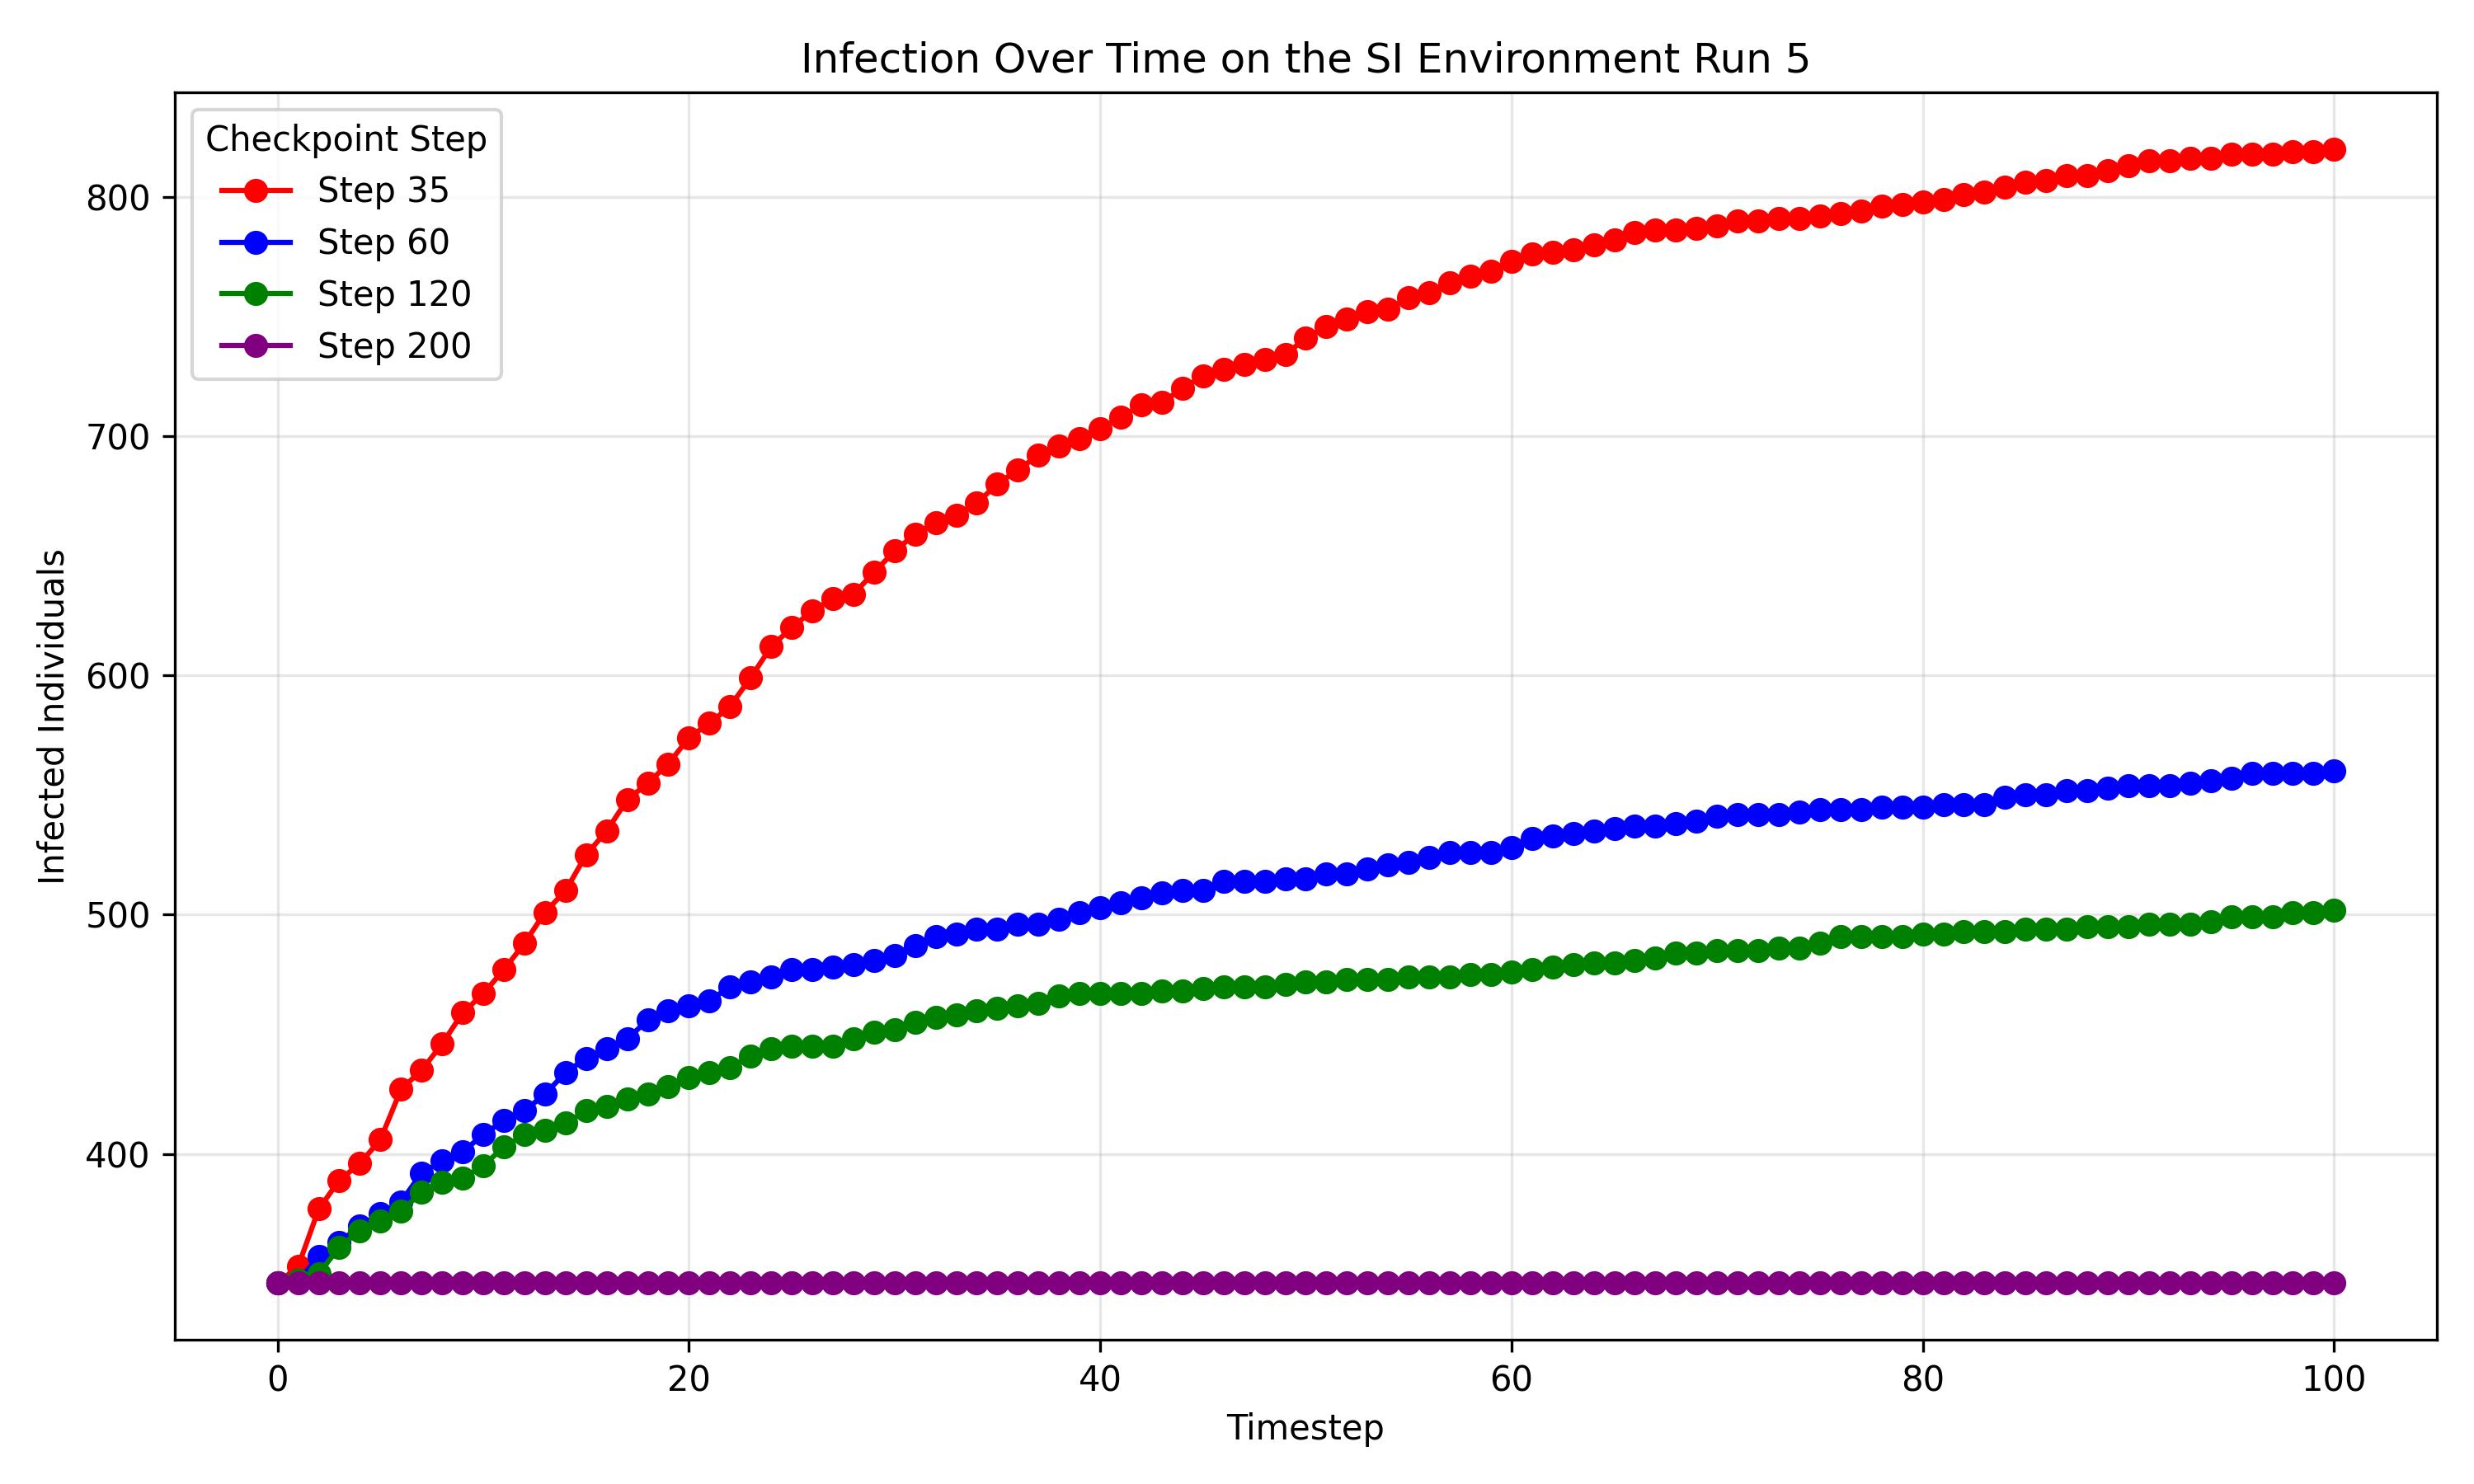 Infection Over Time on the SI Environment Run 5
Checkpoint Step
Step 35
Step 60
Step 120
Step 200
Infected Individuals
800
700
600
500
400
0 20 40 60 80 100
Timestep